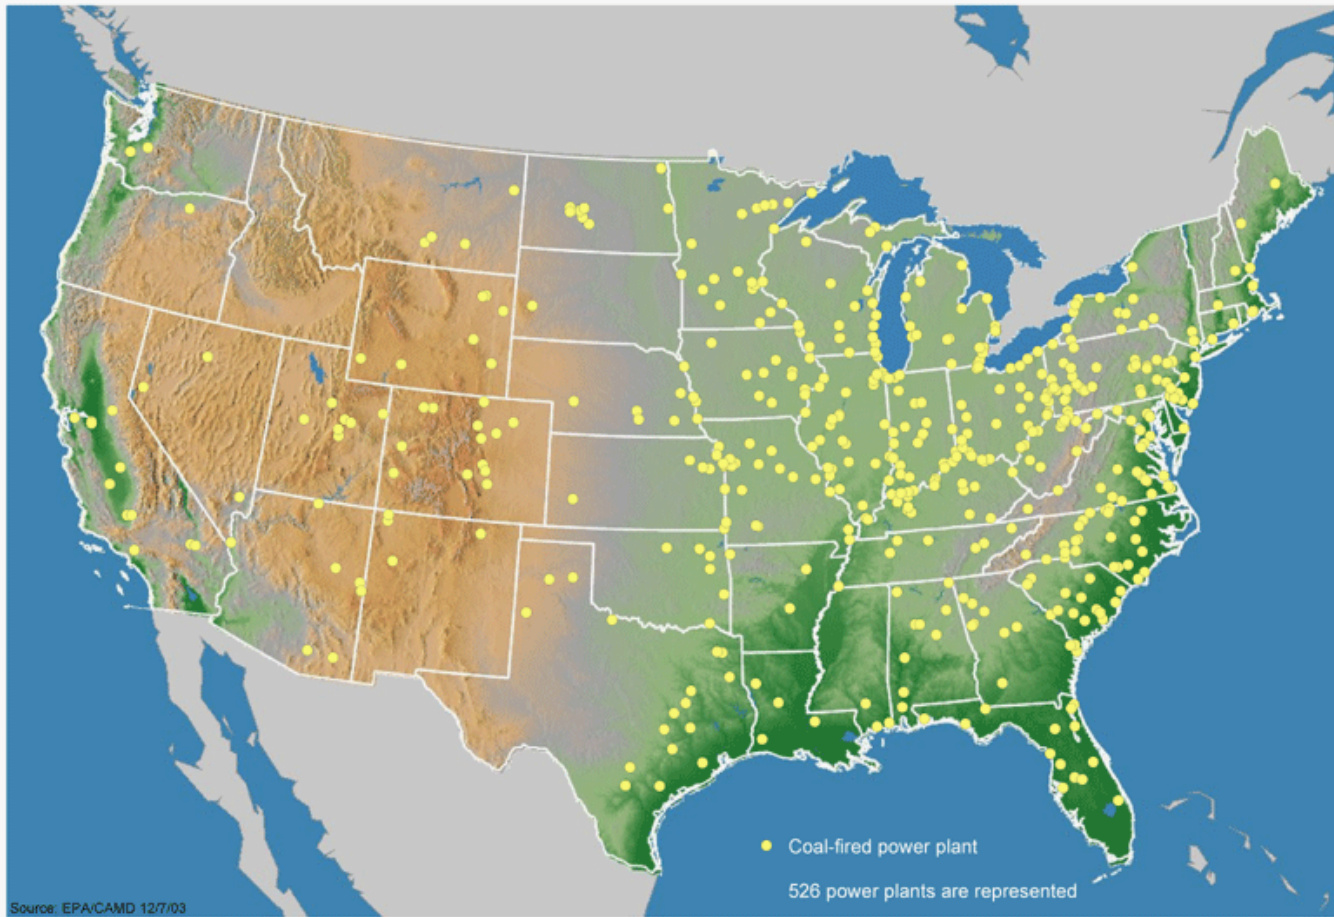 Coal-fired power plant
526 power plants are represented
Source: EPA/CAMD 12/7/03